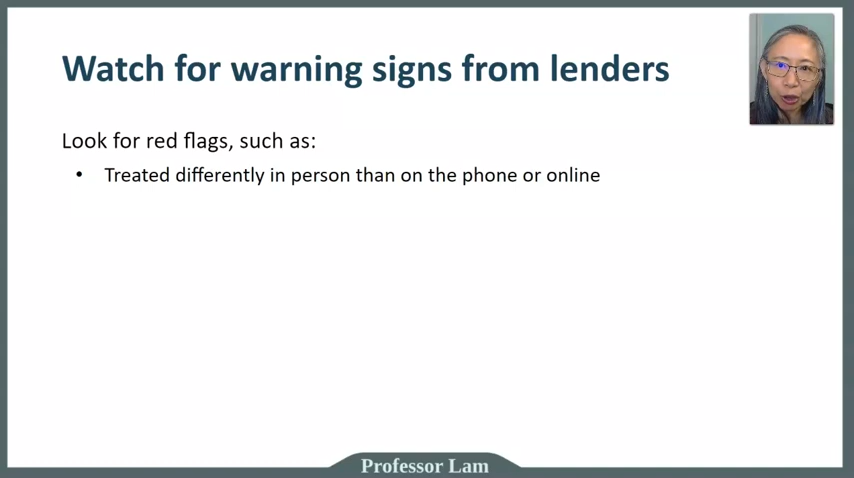 Watch for warning signs from lenders
Look for red flags, such as:
• Treated differently in person than on the phone or online
Professor Lam